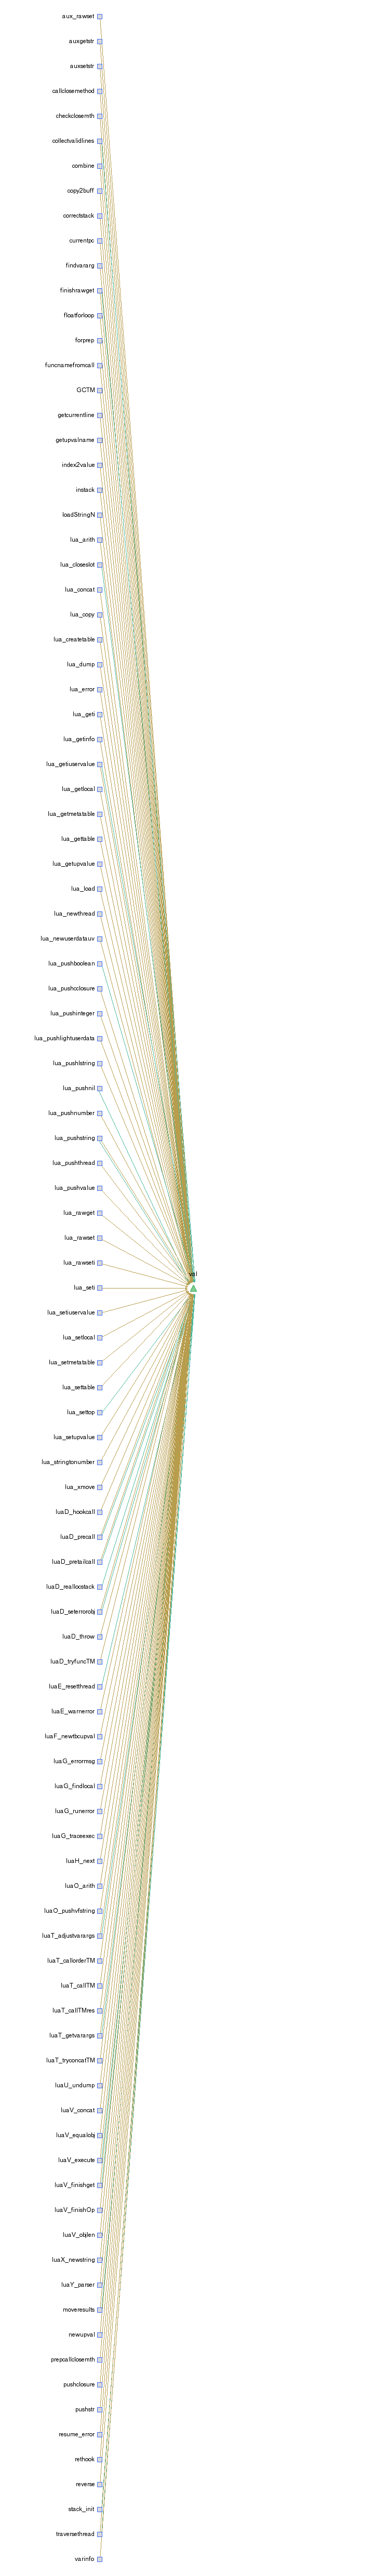 aux_rawset
auxgetstr
auxsetstr
callclosemethod
checkclosemth
collectvalidlines
combine
copy2buff
correctstack
currentpc
findvararg
finishrawget
floatforloop
forprep
funcnamefromcall
GCTM
getcurrentline
getupvalname
index2value
instack
loadStringN
lua_arith
lua_closeslot
lua_concat
lua_copy
lua_createtable
lua_dump
lua_error
lua_geti
lua_getinfo
lua_getiuservalue
lua_getlocal
lua_getmetatable
lua_gettable
lua_getupvalue
lua_load
lua_newthread
lua_newuserdatauv
lua_pushboolean
lua_pushcclosure
lua_pushinteger
lua_pushlightuserdata
lua_pushlstring
lua_pushnil
lua_pushnumber
lua_pushstring
lua_pushthread
lua_pushvalue
lua_rawget
lua_rawset
lua_rawseti
val
lua_seti
lua_setiuservalue
lua_setlocal
lua_setmetatable
lua_settable
lua_settop
lua_setupvalue
lua_stringtonumber
lua_xmove
luaD_hookcall
luaD_precall
luaD_pretailcall
luaD_reallocstack
luaD_seterrorobj
luaD_throw
luaD_tryfuncTM
luaE_resetthread
luaE_warnerror
luaF_newtbcupval
luaG_errormsg
luaG_findlocal
luaG_runerror
luaG_traceexec
luaH_next
luaO_arith
luaO_pushvfstring
luaT_adjustvarargs
luaT_callorderTM
luaT_callTM
luaT_callTMres
luaT_getvarargs
luaT_tryconcatTM
luaU_undump
luaV_concat
luaV_equalobj
luaV_execute
luaV_finishget
luaV_finishOp
luaV_objlen
luaX_newstring
luaY_parser
moveresults
newupval
prepcallclosemth
pushclosure
pushstr
resume_error
rethook
reverse
stack_init
traversethread
varinfo